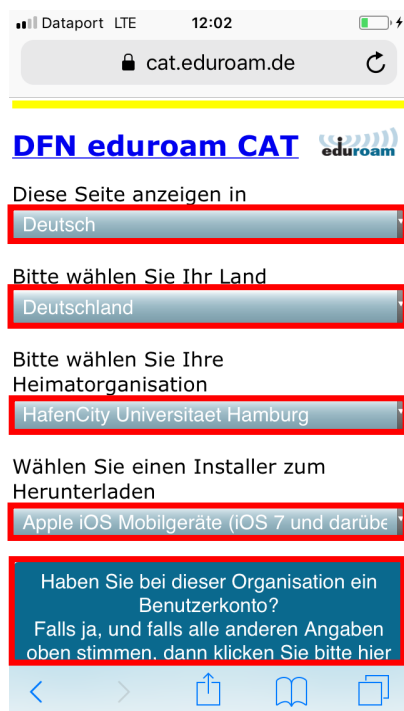 Dataport LTE 12:02
cat.eduroam.de
DFN eduroam CAT eduroam
Diese Seite anzeigen in
Deutsch
Bitte wählen Sie Ihr Land
Deutschland
Bitte wählen Sie Ihre
Heimatorganisation
HafenCity Universitaet Hamburg
Wählen Sie einen Installer zum
Herunterladen
Apple iOS Mobilgeräte (iOS 7 und darübe
Haben Sie bei dieser Organisation ein
Benutzerkonto?
Falls ja, und falls alle anderen Angaben
oben stimmen, dann klicken Sie bitte hier